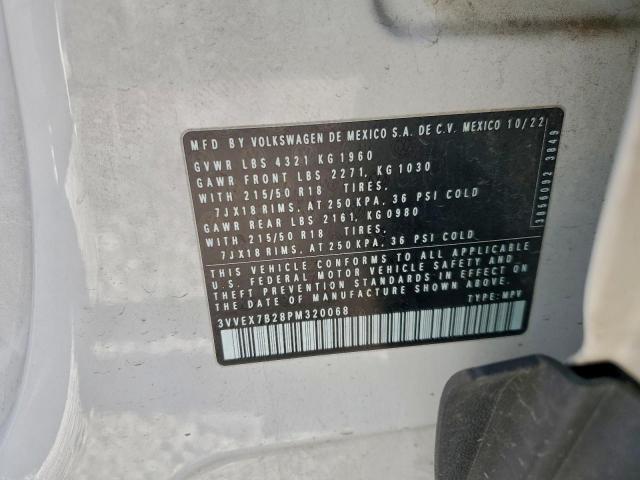 MFD BY VOLKSWAGEN DE MEXICO S.A. DE C.V. MEXICO 10/22
GVWR LBS 4321 KG 1960
GAWR FRONT LBS 2271, KG 1030
WITH 215/50 R18 TIRES.
7JX18 RIMS, AT 250 KPA, 36 PSI COLD
GAWR REAR LBS 2161, KG 0980
WITH 215/50 R18 TIRES.
7JX18 RIMS, AT 250 KPA, 36 PSI COLD
THIS VEHICLE CONFORMS TO ALL APPLICABLE
U.S. FEDERAL MOTOR VEHICLE SAFETY AND
THEFT PREVENTION STANDARDS IN EFFECT ON
THE DATE OF MANUFACTURE SHOWN ABOVE.
3VVEX7B28PM320068 TYPE: MPV
3856092 3849